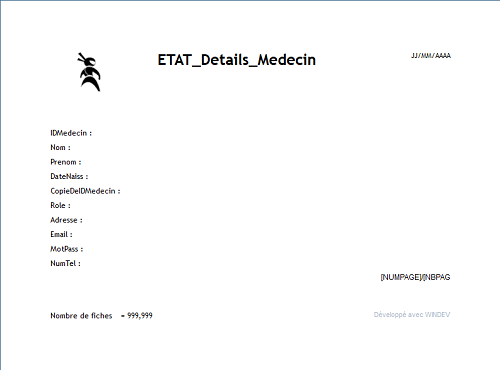 ETAT_Details_Medecin
JJ/MM/AAAA
IDMedecin :
Nom :
Prenom :
DateNaiss :
CopieDeIDMedecin :
Role :
Adresse :
Email :
MotPass :
NumTel :
[NUMPAGE]/[NBPAG
Nombre de fiches = 999,999
Développé avec WINDEV